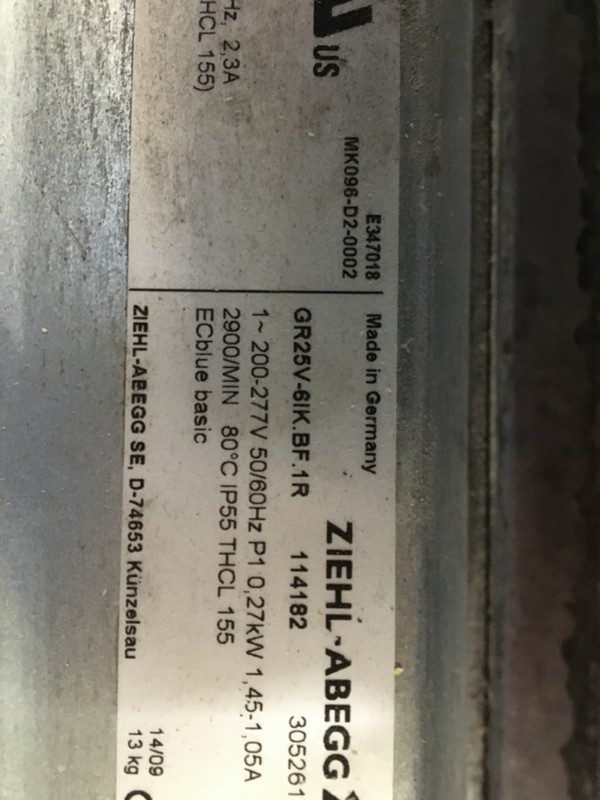 US
MK096-D2-0002
E347018
Hz, 2,3A
HCL 155)
Made in Germany
ZIEHL-ABEGG
GR25V-6IK.BF.1R 114182 305261
1~ 200-277V 50/60Hz P1 0,27kW 1,45-1,05A
2900/MIN 80°C IP55 THCL 155
ECblue basic
14/09
ZIEHL-ABEGG SE, D-74653 Künzelsau 13 kg